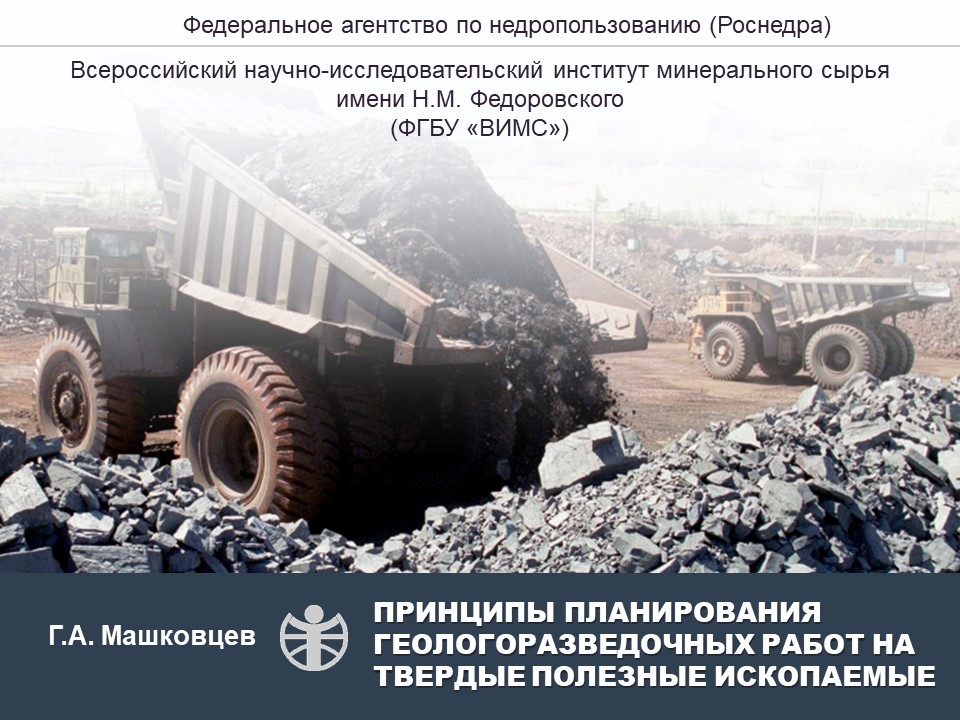 Федеральное агентство по недропользованию (Роснедра)
Всероссийский научно-исследовательский институт минерального сырья
имени Н.М. Федоровского
(ФГБУ «ВИМС»)
Г.А. Машковцев
ПРИНЦИПЫ ПЛАНИРОВАНИЯ
ГЕОЛОГОРАЗВЕДОЧНЫХ РАБОТ НА
ТВЕРДЫЕ ПОЛЕЗНЫЕ ИСКОПАЕМЫЕ